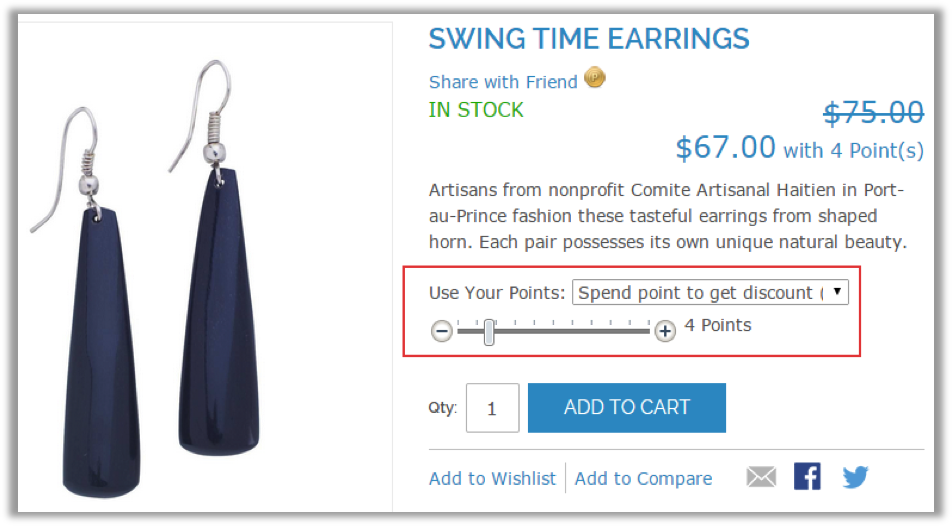 SWING TIME EARRINGS
Share with Friend
IN STOCK
$75.00
$67.00 with 4 Point(s)
Artisans from nonprofit Comite Artisanal Haitien in Port-
au-Prince fashion these tasteful earrings from shaped
horn. Each pair possesses its own unique natural beauty.
Use Your Points: Spend point to get discount (
4 Points
Qty: 1 ADD TO CART
Add to Wishlist Add to Compare